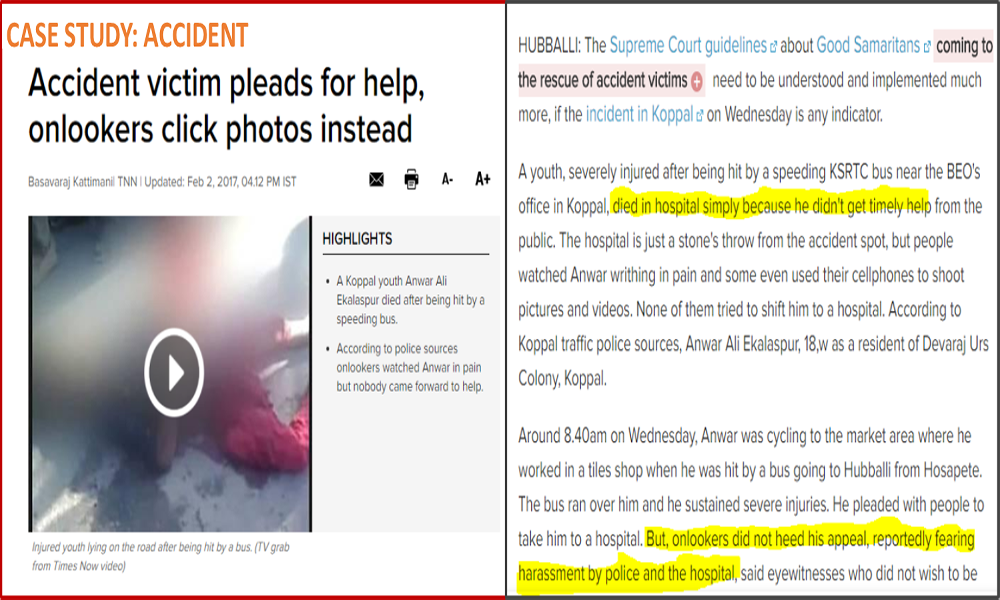 CASE STUDY: ACCIDENT
Accident victim pleads for help,
onlookers click photos instead
Basavaraj Kattimanii TNN | Updated: Feb 2, 2017, 04.12 PM IST
A- A+
HIGHLIGHTS
• A Koppal youth Anwar Ali
Ekalaspur died after being hit by a
speeding bus.
• According to police sources
onlookers watched Anwar in pain
but nobody came forward to help.
Injured youth lying on the road after being hit by a bus. (TV grab
from Times Now video)
HUBBALLI: The Supreme Court guidelines about Good Samaritans coming to
the rescue of accident victims need to be understood and implemented much
more, if the incident in Koppal on Wednesday is any indicator.
A youth, severely injured after being hit by a speeding KSRTC bus near the BEO's
office in Koppal, died in hospital simply because he didn't get timely help from the
public. The hospital is just a stone's throw from the accident spot, but people
watched Anwar writhing in pain and some even used their cellphones to shoot
pictures and videos. None of them tried to shift him to a hospital. According to
Koppal traffic police sources, Anwar Ali Ekalaspur, 18,w as a resident of Devaraj Urs
Colony, Koppal.
Around 8.40am on Wednesday, Anwar was cycling to the market area where he
worked in a tiles shop when he was hit by a bus going to Hubballi from Hosapete.
The bus ran over him and he sustained severe injuries. He pleaded with people to
take him to a hospital. But, onlookers did not heed his appeal, reportedly fearing
harassment by police and the hospital, said eyewitnesses who did not wish to be